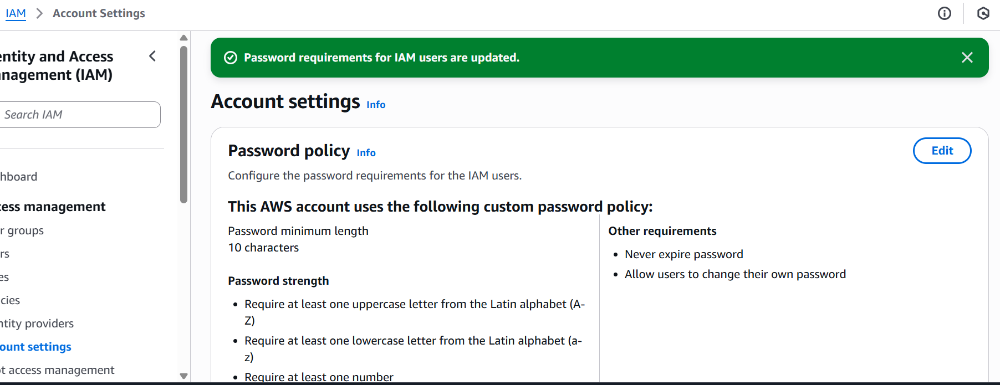 IAM > Account Settings
entity and Access
nagement (IAM)
Search IAM
hboard
cess management
r groups
rs
es
cies
ntity providers
ount settings
ot access management
Password requirements for IAM users are updated.
Account settings Info
Password policy Info
Edit
Configure the password requirements for the IAM users.
This AWS account uses the following custom password policy:
Password minimum length
10 characters
Password strength
• Require at least one uppercase letter from the Latin alphabet (A-
Z)
• Require at least one lowercase letter from the Latin alphabet (a-
z)
• Require at least one number
Other requirements
• Never expire password
• Allow users to change their own password